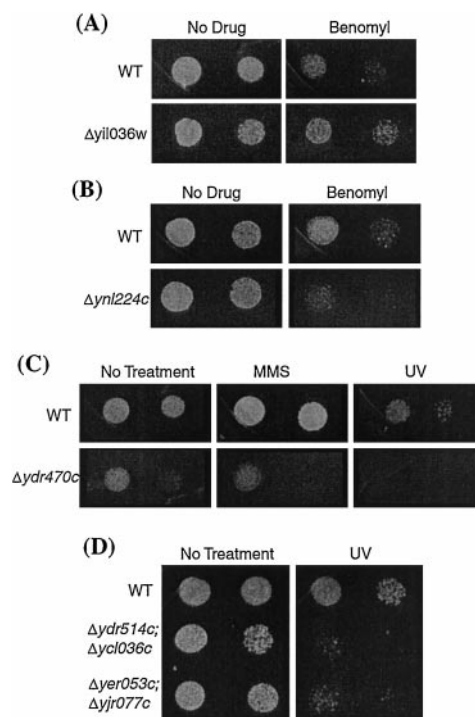 (A)
No Drug Benomyl
WT
Δyil036w
(B)
No Drug Benomyl
WT
Δynl224c
(C)
No Treatment MMS UV
WT
Δydr470c
(D)
No Treatment UV
WT
Δydr514c;
Δycl036c
Δyer053c;
Δyjr077c